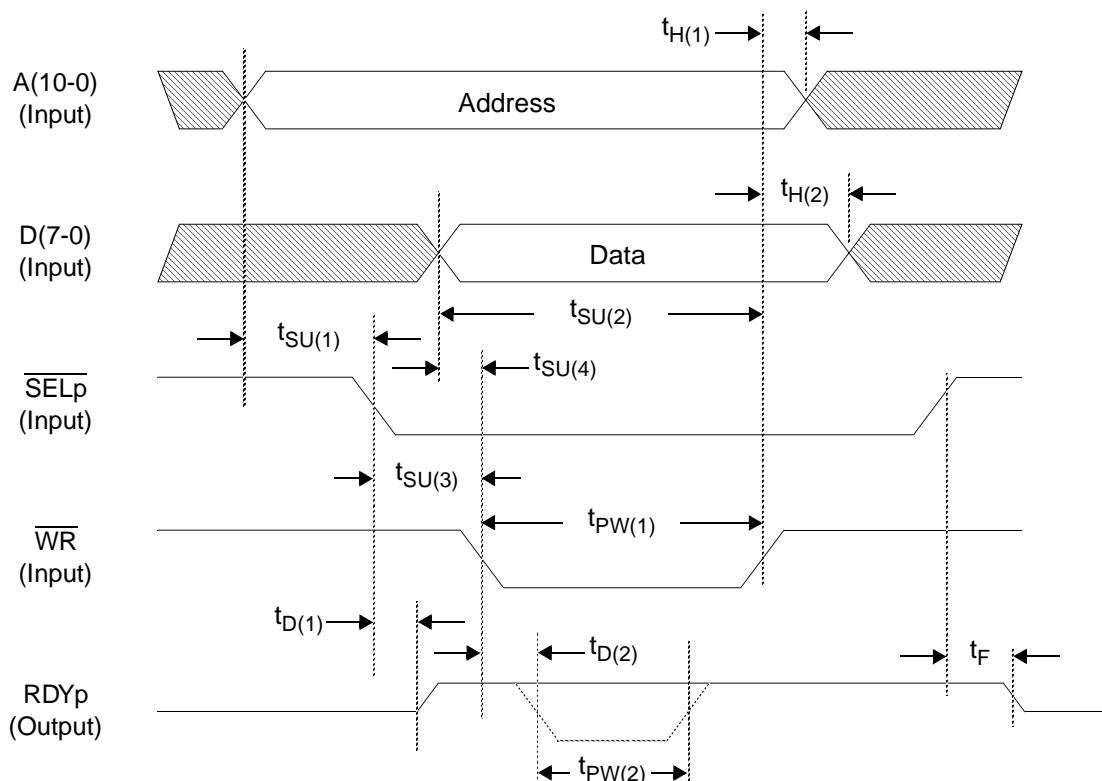 tH(1)
A(10-0)
(Input)
Address
tH(2)
D(7-0)
(Input)
Data
tSU(2)
tSU(1)
tSU(4)
SELp
(Input)
tSU(3)
tPW(1)
WR
(Input)
tD(1)
tD(2)
tF
RDYp
(Output)
tPW(2)